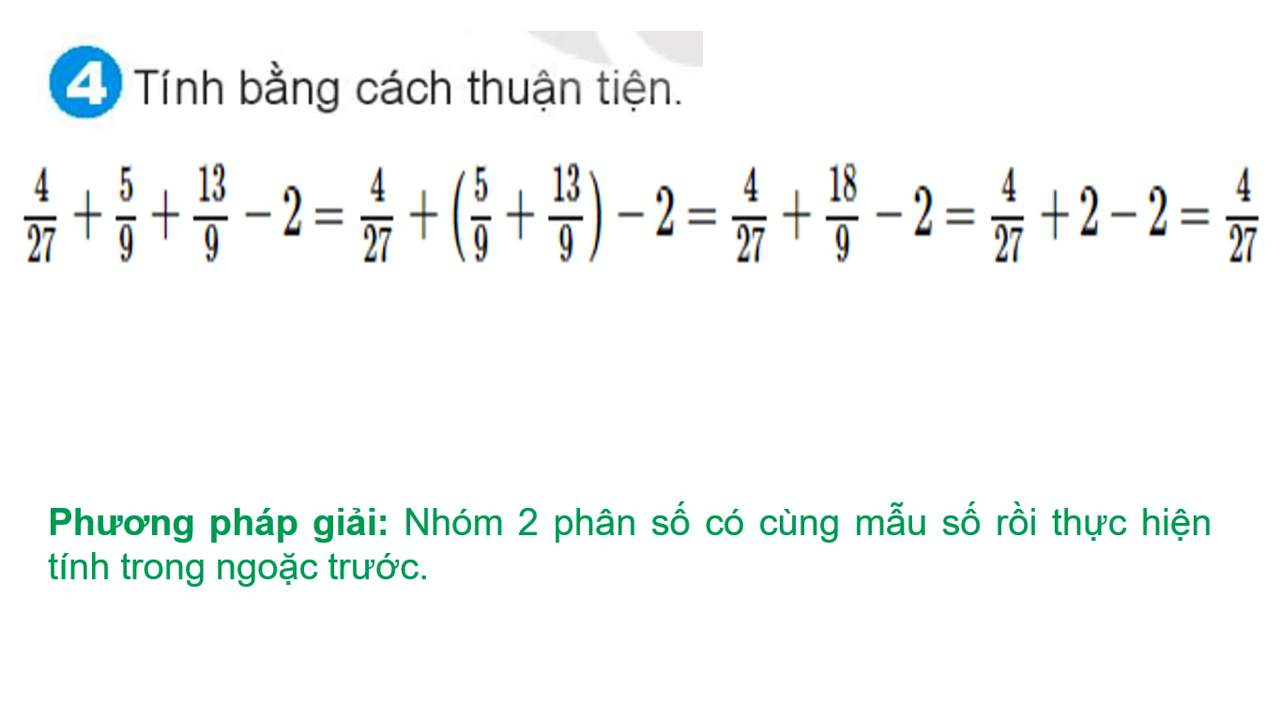 4 Tính bằng cách thuận tiện.
4/27 + 5/9 + 13/9 − 2 = 4/27 + (5/9 + 13/9) − 2 = 4/27 + 18/9 − 2 = 4/27 + 2 − 2 = 4/27
Phương pháp giải: Nhóm 2 phân số có cùng mẫu số rồi thực hiện
tính trong ngoặc trước.